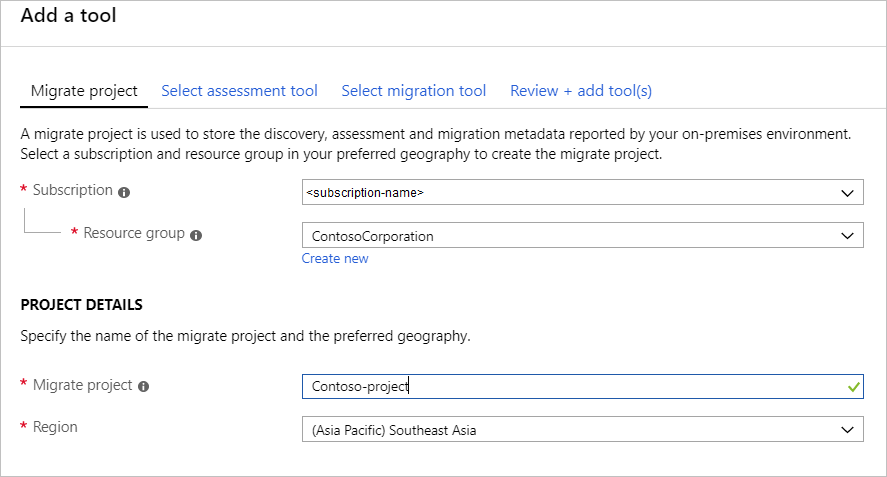 Add a tool
Migrate project Select assessment tool Select migration tool Review + add tool(s)
A migrate project is used to store the discovery, assessment and migration metadata reported by your on-premises environment.
Select a subscription and resource group in your preferred geography to create the migrate project.
* Subscription
<subscription-name>
* Resource group
ContosoCorporation
Create new
PROJECT DETAILS
Specify the name of the migrate project and the preferred geography.
* Migrate project
Contoso-project
* Region
(Asia Pacific) Southeast Asia